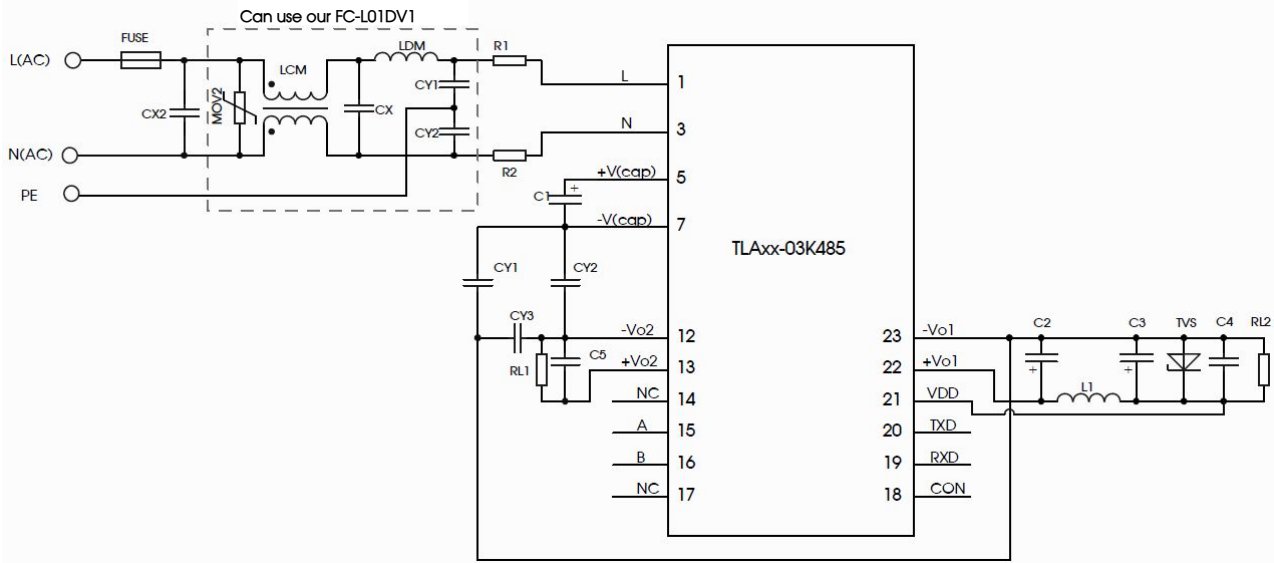 Can use our FC-L01DV1
FUSE
LDM
R1
L(AC)
LCM
L
1
CY1
MOV2
CX2
CX
N
3
CY2
N(AC)
R2
+V(cap)
5
PE
C1
+
-V(cap)
7
TLAxx-03K485
CY1
CY2
CY3
-Vo2
12
23
-Vo1
C2
C3
TVS
C4
RL2
C5
+Vo2
13
22
+Vo1
+
+
RL1
L1
NC
14
21
VDD
A
15
20
TXD
B
16
19
RXD
NC
17
18
CON